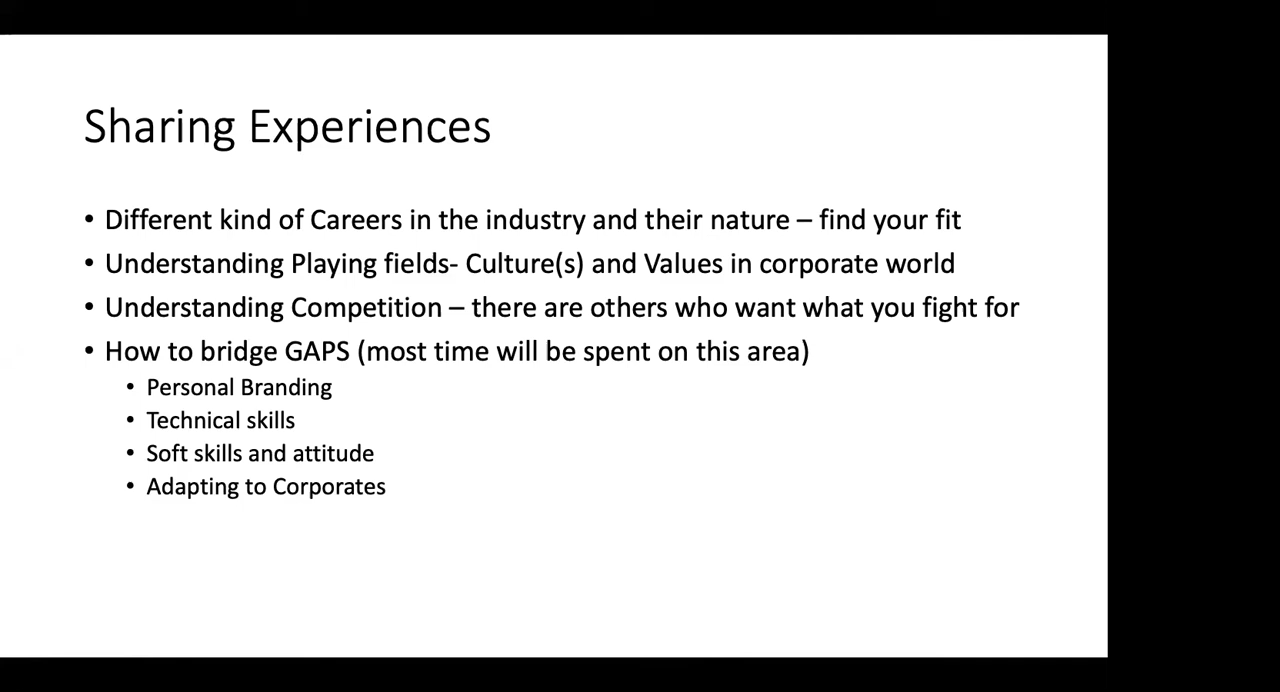 Sharing Experiences
• Different kind of Careers in the industry and their nature – find your fit
• Understanding Playing fields- Culture(s) and Values in corporate world
• Understanding Competition – there are others who want what you fight for
• How to bridge GAPS (most time will be spent on this area)
• Personal Branding
• Technical skills
• Soft skills and attitude
• Adapting to Corporates